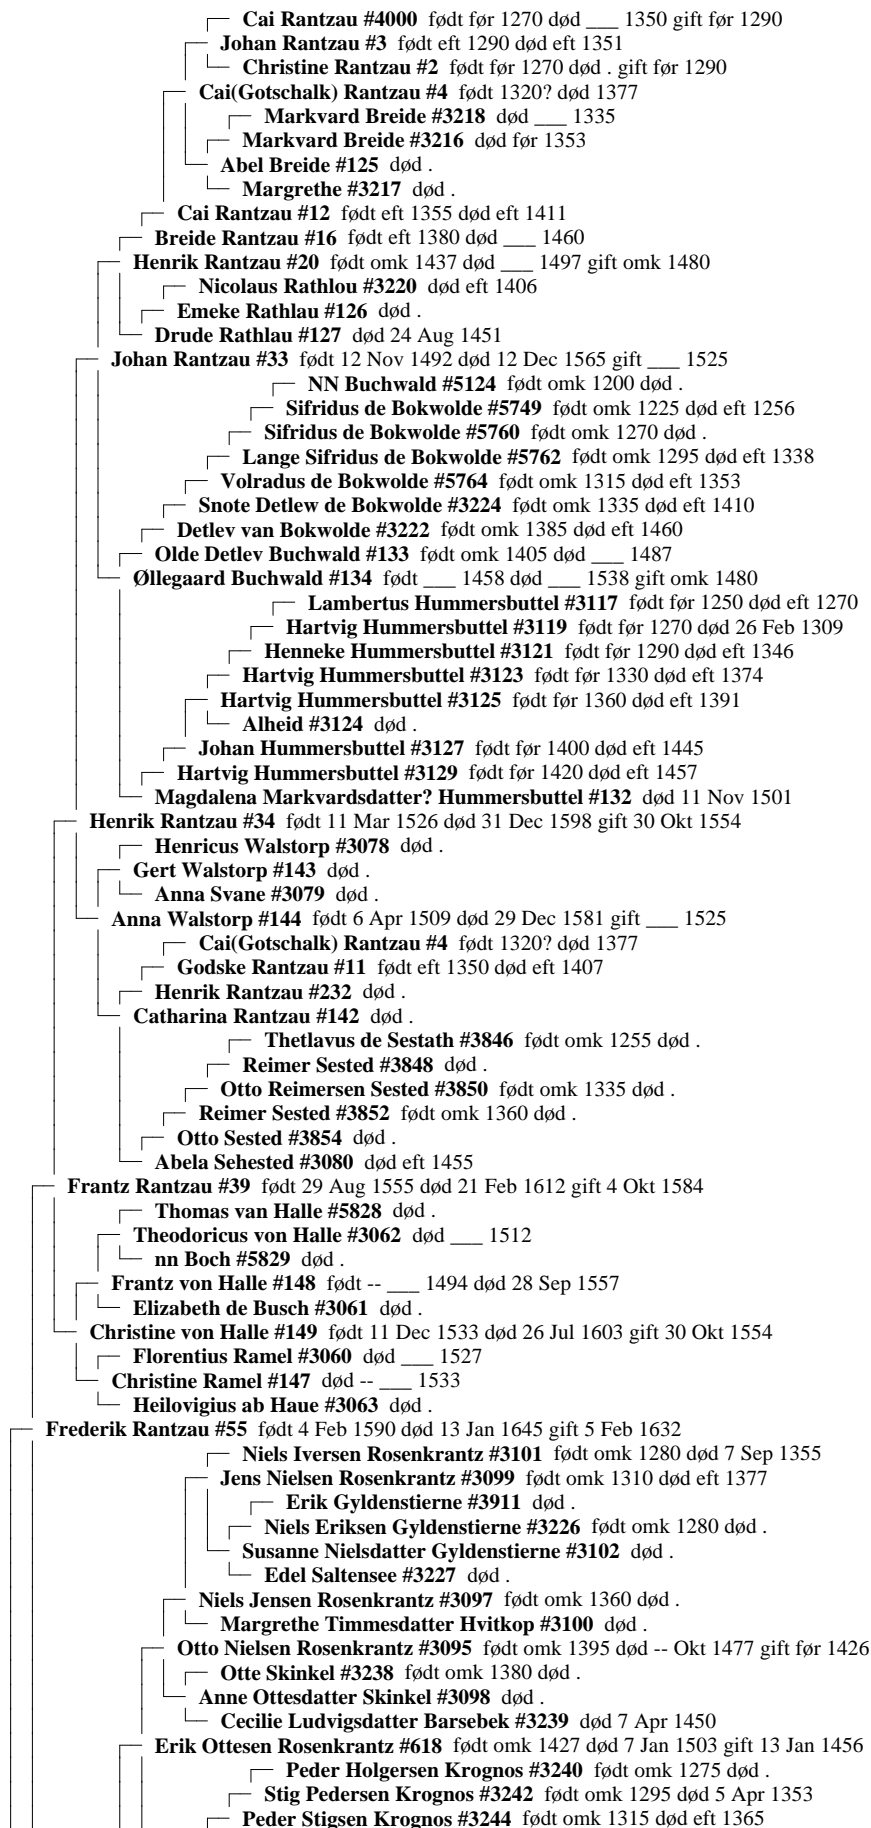 Cai Rantzau #4000 født før 1270 død ___ 1350 gift før 1290
Johan Rantzau #3 født eft 1290 død eft 1351
Christine Rantzau #2 født før 1270 død . gift før 1290
Cai(Gotschalk) Rantzau #4 født 1320? død 1377
Markvard Breide #3218 død ___ 1335
Markvard Breide #3216 død før 1353
Abel Breide #125 død .
Margrethe #3217 død .
Cai Rantzau #12 født eft 1355 død eft 1411
Breide Rantzau #16 født eft 1380 død ___ 1460
Henrik Rantzau #20 født omk 1437 død ___ 1497 gift omk 1480
Nicolaus Rathlou #3220 død eft 1406
Emeke Rathlau #126 død .
Drude Rathlau #127 død 24 Aug 1451
Johan Rantzau #33 født 12 Nov 1492 død 12 Dec 1565 gift ___ 1525
NN Buchwald #5124 født omk 1200 død .
Sifridus de Bokwolde #5749 født omk 1225 død eft 1256
Sifridus de Bokwolde #5760 født omk 1270 død .
Lange Sifridus de Bokwolde #5762 født omk 1295 død eft 1338
Volradus de Bokwolde #5764 født omk 1315 død eft 1353
Snote Detlew de Bokwolde #3224 født omk 1335 død eft 1410
Detlev van Bokwolde #3222 født omk 1385 død eft 1460
Olde Detlev Buchwald #133 født omk 1405 død ___ 1487
Øllegaard Buchwald #134 født ___ 1458 død ___ 1538 gift omk 1480
Lambertus Hummersbuttel #3117 født før 1250 død eft 1270
Hartvig Hummersbuttel #3119 født før 1270 død 26 Feb 1309
Henneke Hummersbuttel #3121 født før 1290 død eft 1346
Hartvig Hummersbuttel #3123 født før 1330 død eft 1374
Hartvig Hummersbuttel #3125 født før 1360 død eft 1391
Alheid #3124 død .
Johan Hummersbuttel #3127 født før 1400 død eft 1445
Hartvig Hummersbuttel #3129 født før 1420 død eft 1457
Magdalena Markvardsdatter? Hummersbuttel #132 død 11 Nov 1501
Henrik Rantzau #34 født 11 Mar 1526 død 31 Dec 1598 gift 30 Okt 1554
Henricus Walstorp #3078 død .
Gert Walstorp #143 død .
Anna Svane #3079 død .
Anna Walstorp #144 født 6 Apr 1509 død 29 Dec 1581 gift ___ 1525
Cai(Gotschalk) Rantzau #4 født 1320? død 1377
Godske Rantzau #11 født eft 1350 død eft 1407
Henrik Rantzau #232 død .
Catharina Rantzau #142 død .
Thetlavus de Sestath #3846 født omk 1255 død .
Reimer Sested #3848 død .
Otto Reimersen Sested #3850 født omk 1335 død .
Reimer Sested #3852 født omk 1360 død .
Otto Sested #3854 død .
Abela Sehested #3080 død eft 1455
Frantz Rantzau #39 født 29 Aug 1555 død 21 Feb 1612 gift 4 Okt 1584
Thomas van Halle #5828 død .
Theodoricus von Halle #3062 død ___ 1512
nn Boch #5829 død .
Frantz von Halle #148 født -- ___ 1494 død 28 Sep 1557
Elizabeth de Busch #3061 død .
Christine von Halle #149 født 11 Dec 1533 død 26 Jul 1603 gift 30 Okt 1554
Florentius Ramel #3060 død ___ 1527
Christine Ramel #147 død -- ___ 1533
Heilovigius ab Haue #3063 død .
Frederik Rantzau #55 født 4 Feb 1590 død 13 Jan 1645 gift 5 Feb 1632
Niels Iversen Rosenkrantz #3101 født omk 1280 død 7 Sep 1355
Jens Nielsen Rosenkrantz #3099 født omk 1310 død eft 1377
Erik Gyldenstierne #3911 død .
Niels Eriksen Gyldenstierne #3226 født omk 1280 død .
Susanne Nielsdatter Gyldenstierne #3102 død .
Edel Saltensee #3227 død .
Niels Jensen Rosenkrantz #3097 født omk 1360 død .
Margrethe Timmesdatter Hvitkop #3100 død .
Otto Nielsen Rosenkrantz #3095 født omk 1395 død -- Okt 1477 gift før 1426
Otte Skinkel #3238 født omk 1380 død .
Anne Ottesdatter Skinkel #3098 død .
Cecilie Ludvigsdatter Barsebek #3239 død 7 Apr 1450
Erik Ottesen Rosenkrantz #618 født omk 1427 død 7 Jan 1503 gift 13 Jan 1456
Peder Holgersen Krognos #3240 født omk 1275 død .
Stig Pedersen Krognos #3242 født omk 1295 død 5 Apr 1353
Peder Stigsen Krognos #3244 født omk 1315 død eft 1365